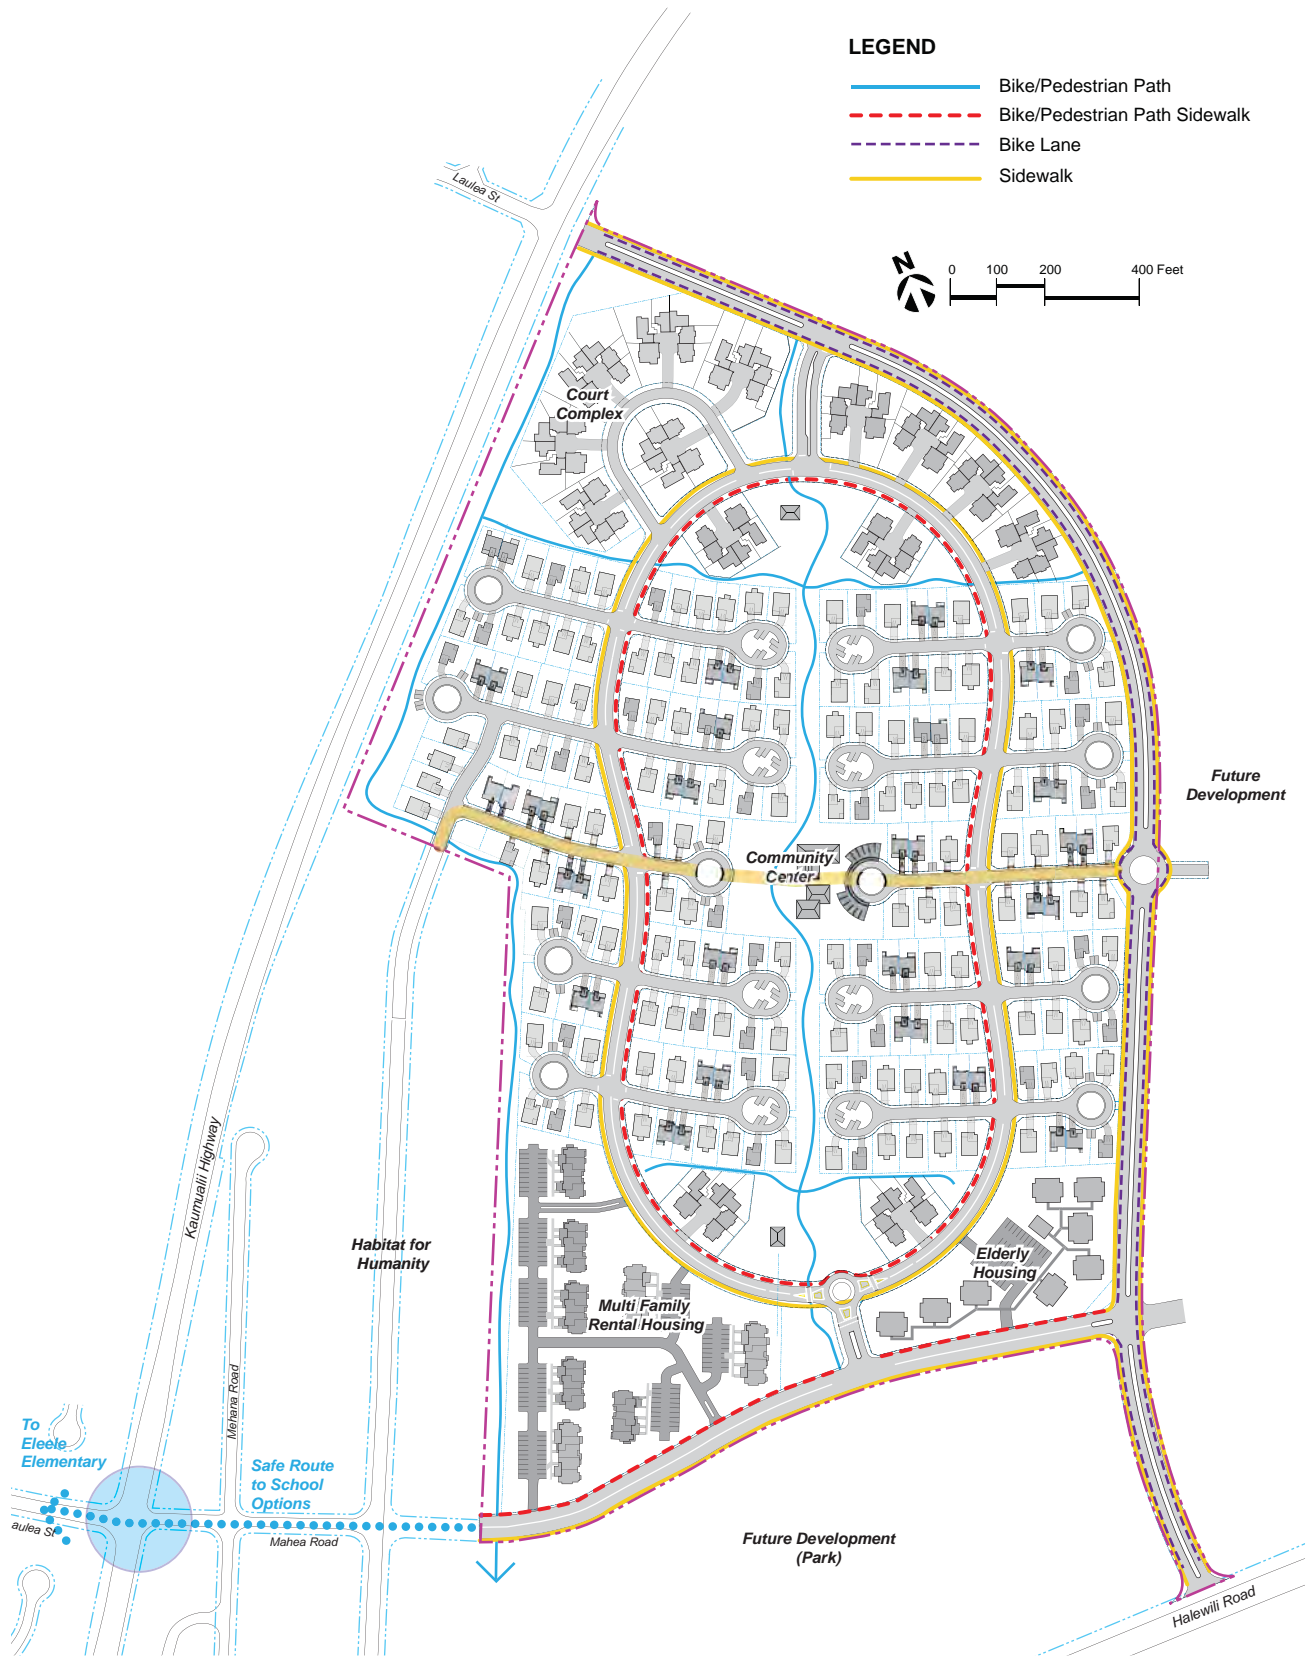 LEGEND
Bike/Pedestrian Path
Bike/Pedestrian Path Sidewalk
Bike Lane
Sidewalk
N
0 100 200 400 Feet
Laulea St
Court
Complex
Future
Development
Community
Center
Kaumualii Highway
Habitat for
Humanity
Elderly
Housing
Multi Family
Rental Housing
Mehana Road
To
Eleele
Elementary
Safe Route
to School
Options
aulea St
Mahea Road
Future Development
(Park)
Halewili Road